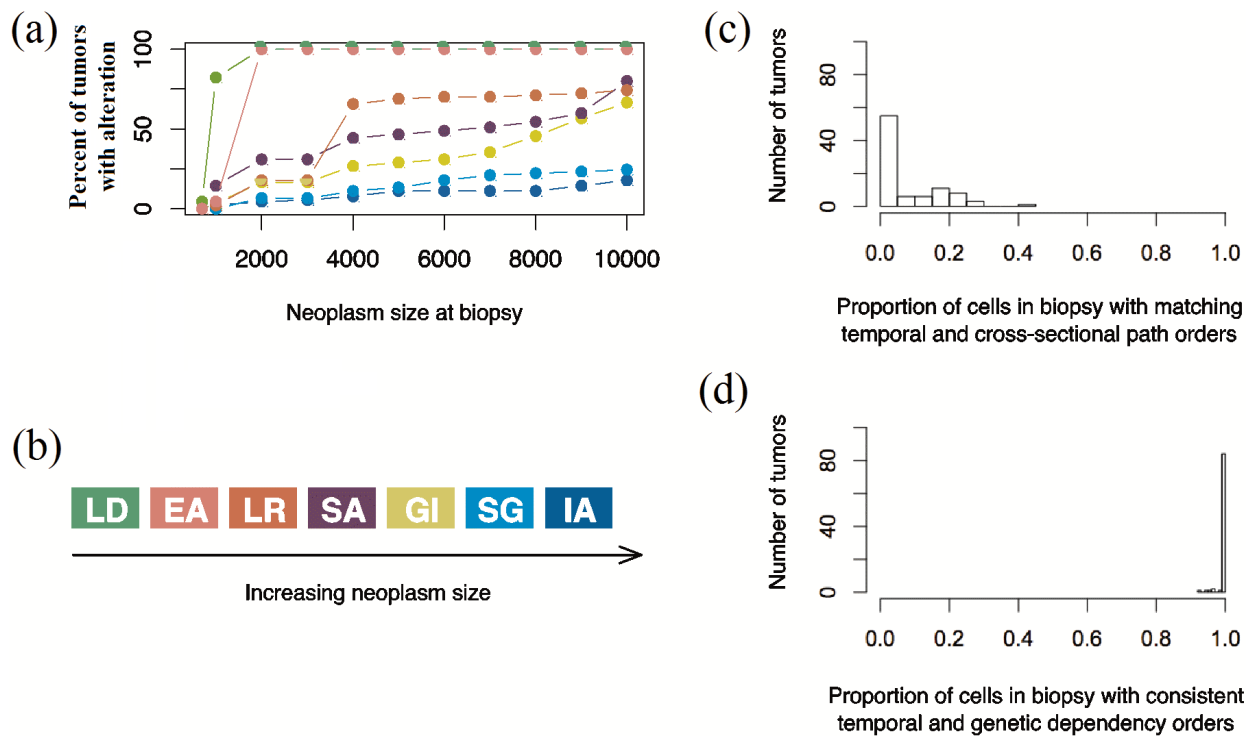 (a)
Percent of tumors
with alteration
100
50
0
2000 4000 6000 8000 10000
Neoplasm size at biopsy
(b)
LD EA LR SA GI SG IA
Increasing neoplasm size
(c)
Number of tumors
80
40
0
0.0 0.2 0.4 0.6 0.8 1.0
Proportion of cells in biopsy with matching
temporal and cross-sectional path orders
(d)
Number of tumors
80
40
0
0.0 0.2 0.4 0.6 0.8 1.0
Proportion of cells in biopsy with consistent
temporal and genetic dependency orders